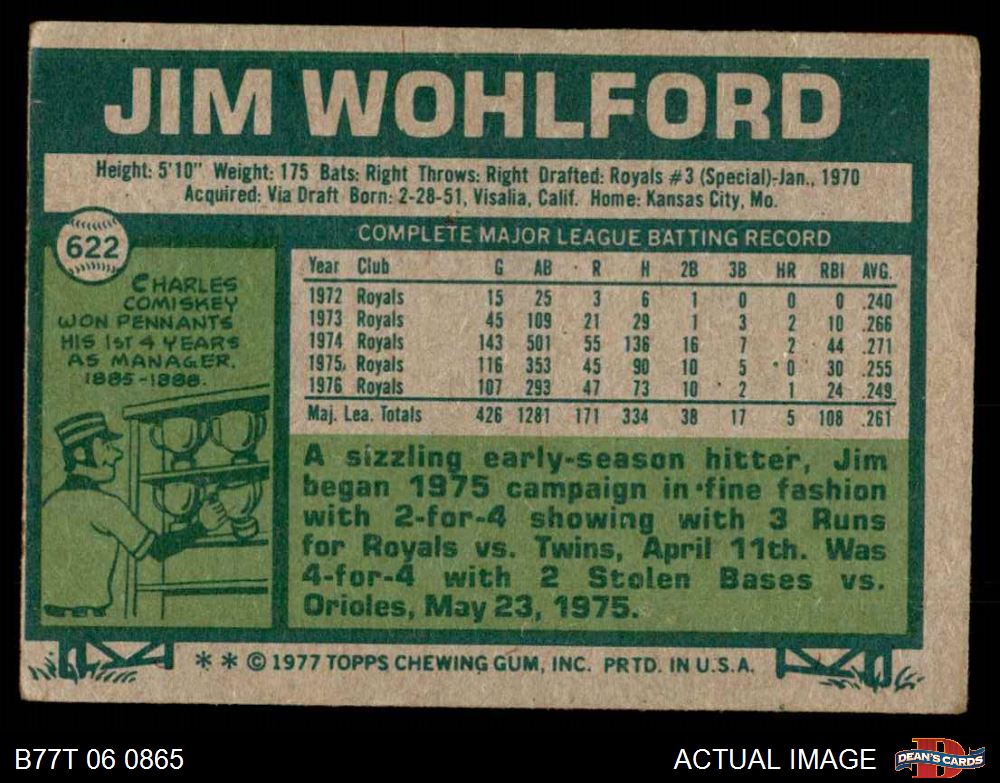 JIM WOHLFORD
Height: 5'10" Weight: 175 Bats: Right Throws: Right Drafted: Royals #3 (Special)-Jan., 1970
Acquired: Via Draft Born: 2-28-51, Visalia, Calif. Home: Kansas City, Mo.
622
CHARLES
COMISKEY
WON PENNANTS
HIS 1ST 4 YEARS
AS MANAGER.
1885-1888.
COMPLETE MAJOR LEAGUE BATTING RECORD
Year Club G AB R H 2B 3B HR RBI AVG.
1972 Royals 15 25 3 6 1 0 0 0 .240
1973 Royals 45 109 21 29 1 3 2 10 .266
1974 Royals 143 501 55 136 16 7 2 44 .271
1975 Royals 116 353 45 90 10 5 0 30 .255
1976 Royals 107 293 47 73 10 2 1 24 .249
Maj. Lea. Totals 426 1281 171 334 38 17 5 108 .261
A sizzling early-season hitter, Jim
began 1975 campaign in fine fashion
with 2-for-4 showing with 3 Runs
for Royals vs. Twins, April 11th. Was
4-for-4 with 2 Stolen Bases vs.
Orioles, May 23, 1975.
* * © 1977 TOPPS CHEWING GUM, INC. PRTD. IN U.S.A.
B77T 06 0865
ACTUAL IMAGE
D
DEAN'S CARDS